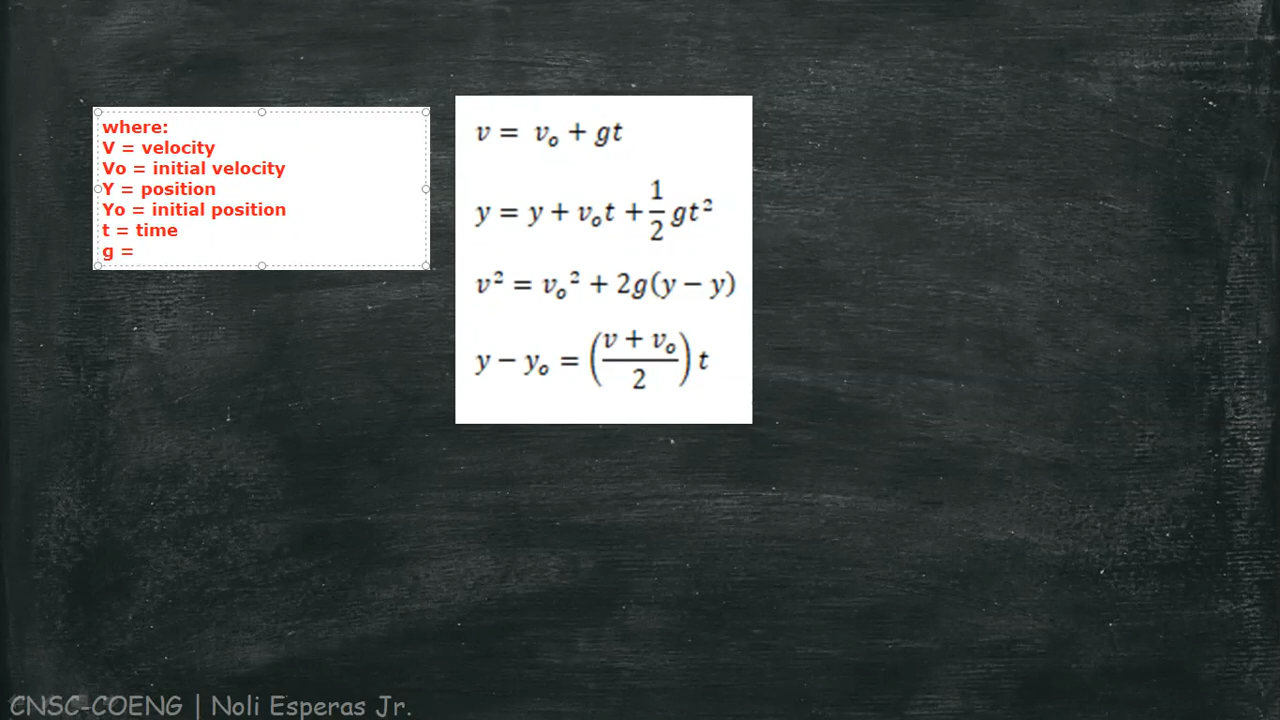 where:
V = velocity
Vo = initial velocity
Y = position
Yo = initial position
t = time
g =
v = vₒ + gt
y = y + vₒt + 1/2 gt²
v² = vₒ² + 2g(y − y)
y − yₒ = ((v + vₒ)/2) t
CNSC-COENG | Noli Esperas Jr.